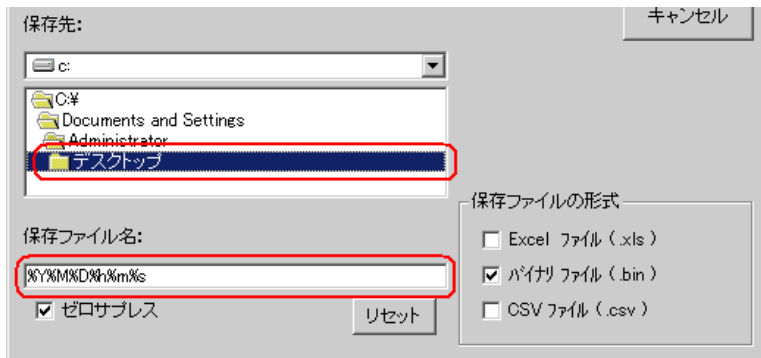 保存先:
キャンセル
c:
C:¥
Documents and Settings
Administrator
デスクトップ
保存ファイル名:
%Y%M%D%h%m%s
ゼロサプレス
リセット
保存ファイルの形式
Excel ファイル ( .xls )
バイナリ ファイル ( .bin )
CSV ファイル ( .csv )